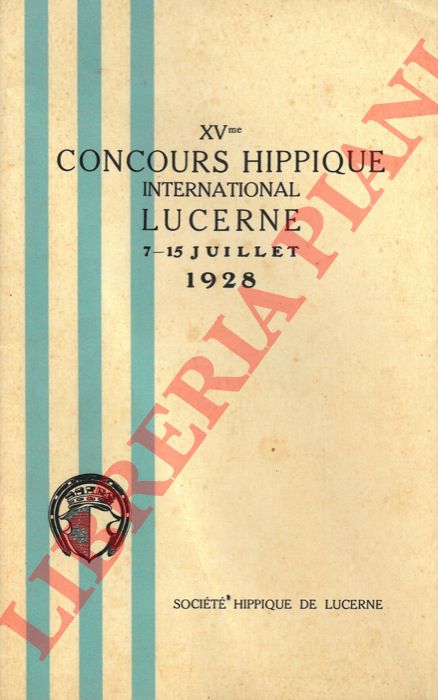 XVme
CONCOURS HIPPIQUE
INTERNATIONAL
LUCERNE
7–15 JUILLET
1928
SOCIÉTÉ HIPPIQUE DE LUCERNE
LIBRERIA PIANI